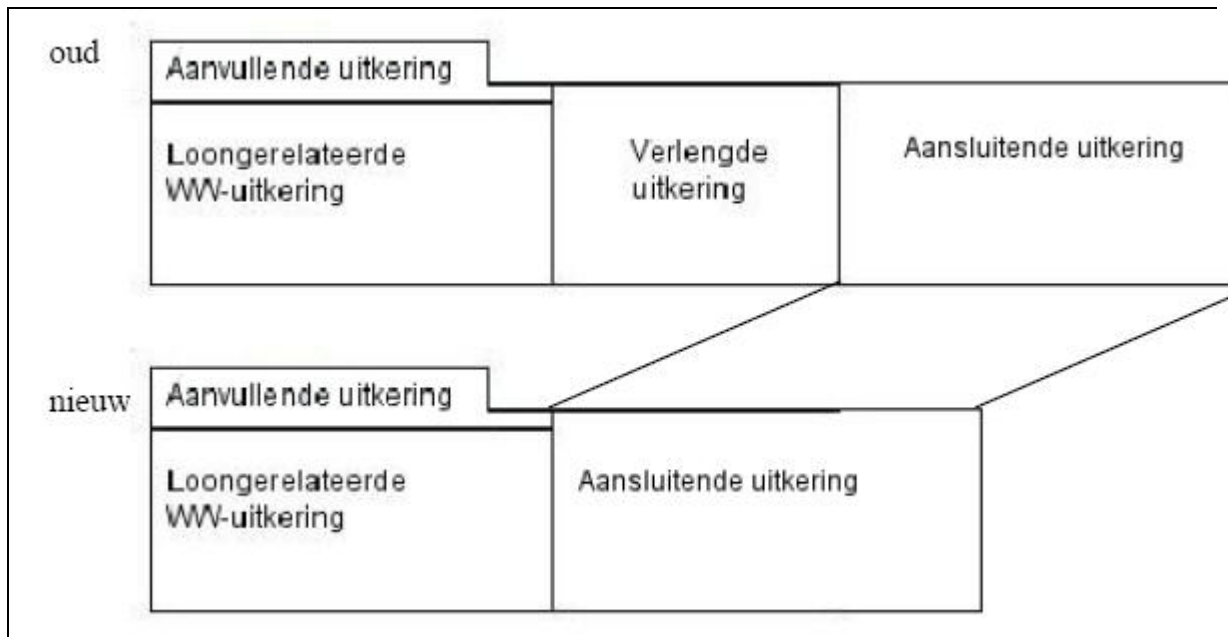 oud
Aanvullende uitkering
Loongerelateerde
WW-uitkering
Verlengde
uitkering
Aansluitende uitkering
nieuw
Aanvullende uitkering
Loongerelateerde
WW-uitkering
Aansluitende uitkering